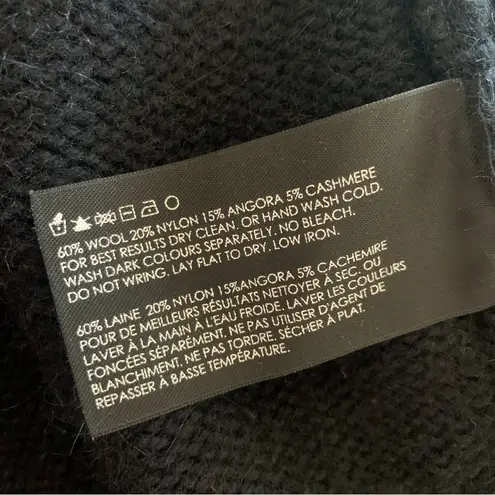 60% WOOL 20% NYLON 15% ANGORA 5% CASHMERE
FOR BEST RESULTS DRY CLEAN. OR HAND WASH COLD.
WASH DARK COLOURS SEPARATELY. NO BLEACH.
DO NOT WRING. LAY FLAT TO DRY. LOW IRON.
60% LAINE 20% NYLON 15%ANGORA 5% CACHEMIRE
POUR DE MEILLEURS RÉSULTATS NETTOYER À SEC. OU
LAVER À LA MAIN À L'EAU FROIDE. LAVER LES COULEURS
FONCÉES SÉPARÉMENT. NE PAS UTILISER D'AGENT DE
BLANCHIMENT. NE PAS TORDRE. SÉCHER À PLAT.
REPASSER À BASSE TEMPÉRATURE.